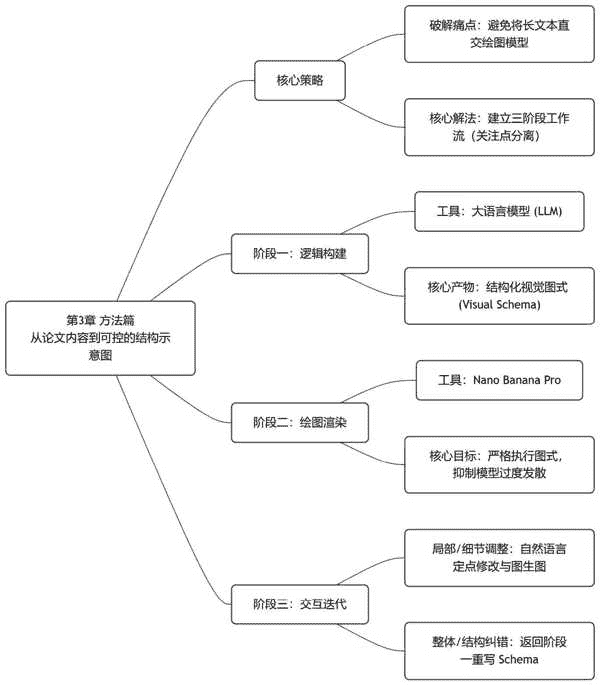 第3章 方法篇
从论文内容到可控的结构示
意图
核心策略
破解痛点：避免将长文本直
交绘图模型
核心解法：建立三阶段工作
流（关注点分离）
阶段一：逻辑构建
工具：大语言模型 (LLM)
核心产物：结构化视觉图式
(Visual Schema)
阶段二：绘图渲染
工具：Nano Banana Pro
核心目标：严格执行图式，
抑制模型过度发散
阶段三：交互迭代
局部/细节调整：自然语言
定点修改与图生图
整体/结构纠错：返回阶段
一重写 Schema